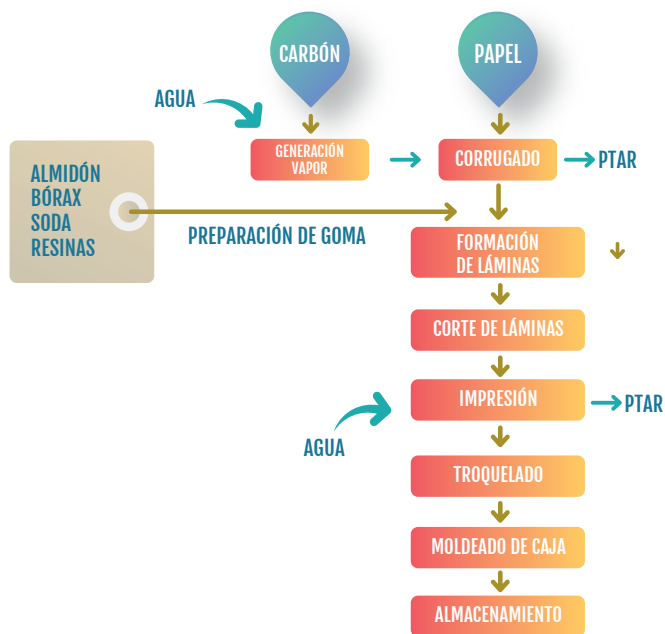 CARBÓN
PAPEL
AGUA
GENERACIÓN
VAPOR
CORRUGADO
PTAR
ALMIDÓN
BÓRAX
SODA
RESINAS
PREPARACIÓN DE GOMA
FORMACIÓN
DE LÁMINAS
CORTE DE LÁMINAS
IMPRESIÓN
PTAR
AGUA
TROQUELADO
MOLDEADO DE CAJA
ALMACENAMIENTO